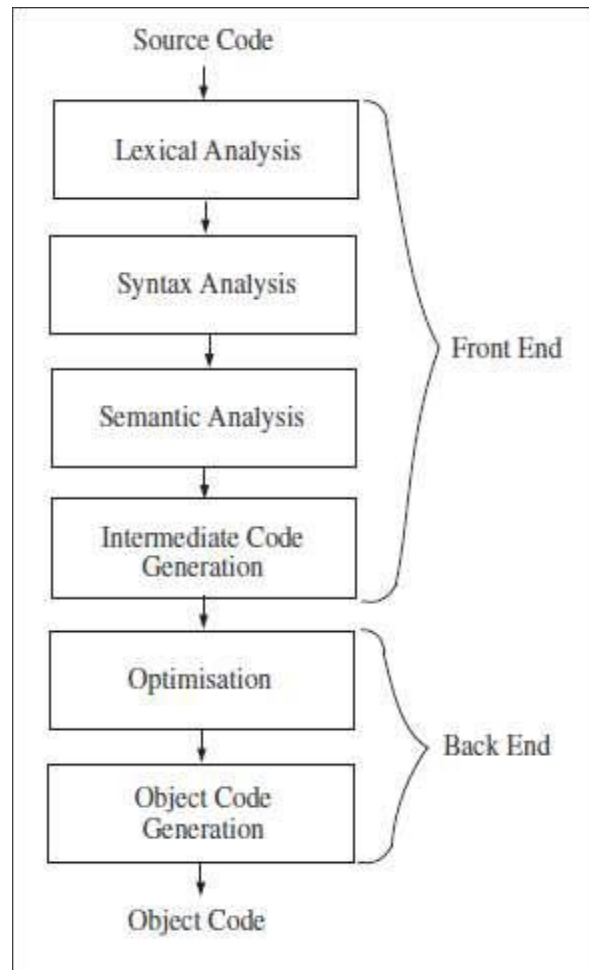 Source Code
Lexical Analysis
Syntax Analysis
Front End
Semantic Analysis
Intermediate Code
Generation
Optimisation
Back End
Object Code
Generation
Object Code